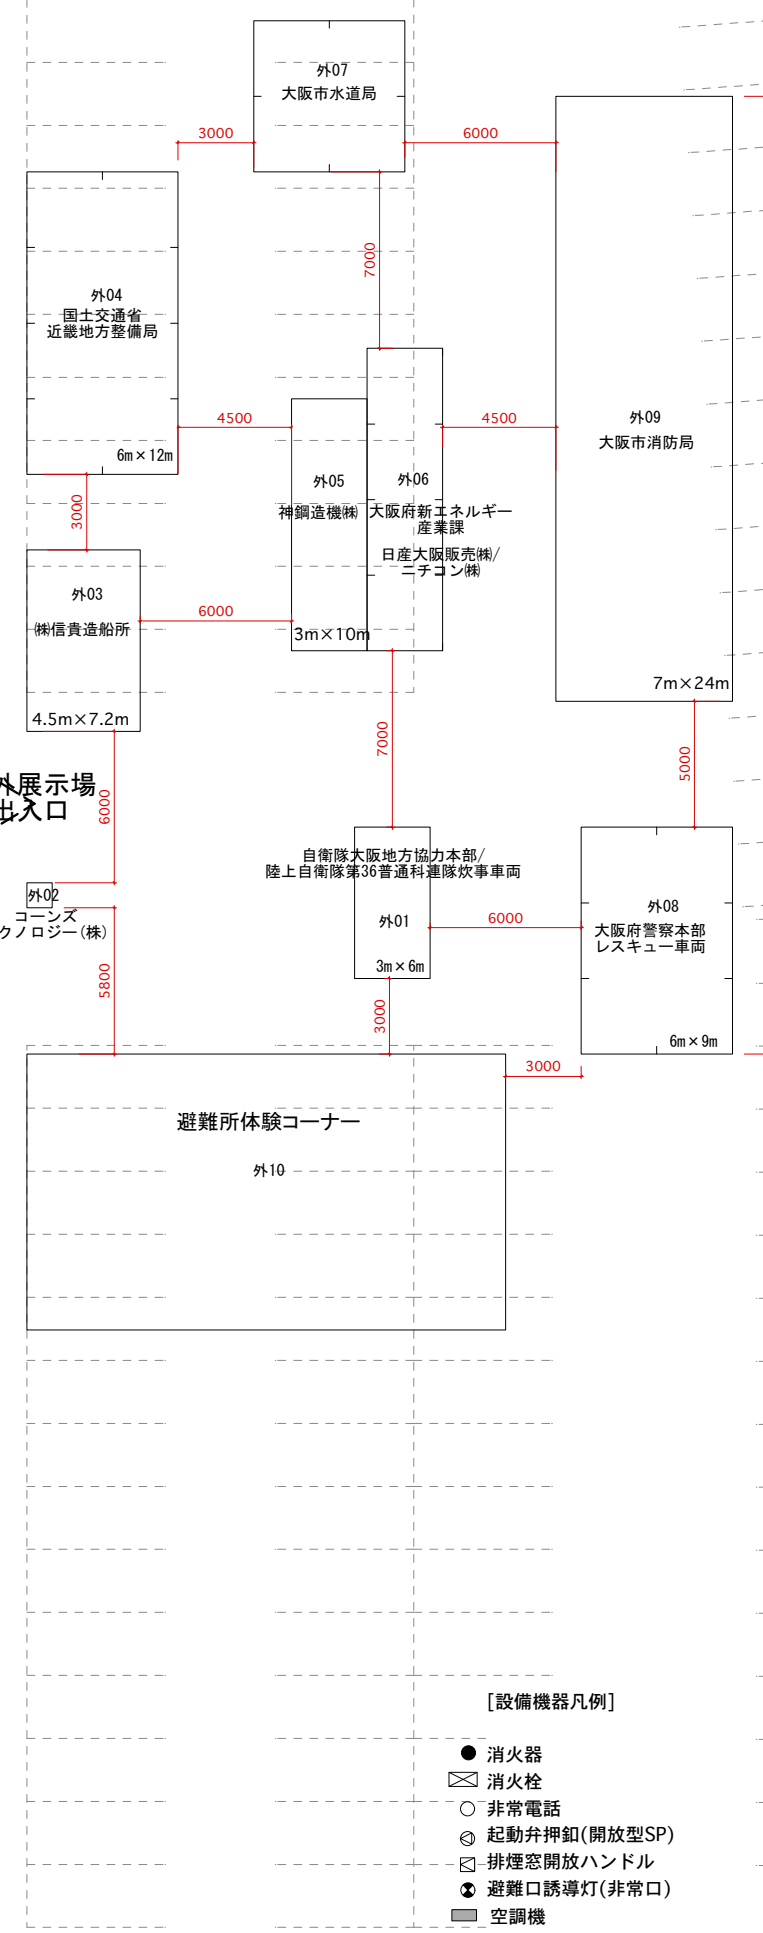 外07
大阪市水道局
3000
6000
7000
外04
国土交通省
近畿地方整備局
6m×12m
4500
4500
外09
大阪市消防局
7m×24m
外05
神鋼造機㈱
3m×10m
外06
大阪府新エネルギー
産業課
日産大阪販売㈱/
ニチコン㈱
3000
外03
㈱信貴造船所
4.5m×7.2m
6000
7000
5000
外展示場
出入口
6000
外02
コーンズ
クノロジー(株)
5800
自衛隊大阪地方協力本部/
陸上自衛隊第36普通科連隊炊事車両
外01
3m×6m
6000
外08
大阪府警察本部
レスキュー車両
6m×9m
3000
3000
避難所体験コーナー
外10
[設備機器凡例]
消火器
消火栓
非常電話
起動弁押釦(開放型SP)
排煙窓開放ハンドル
避難口誘導灯(非常口)
空調機